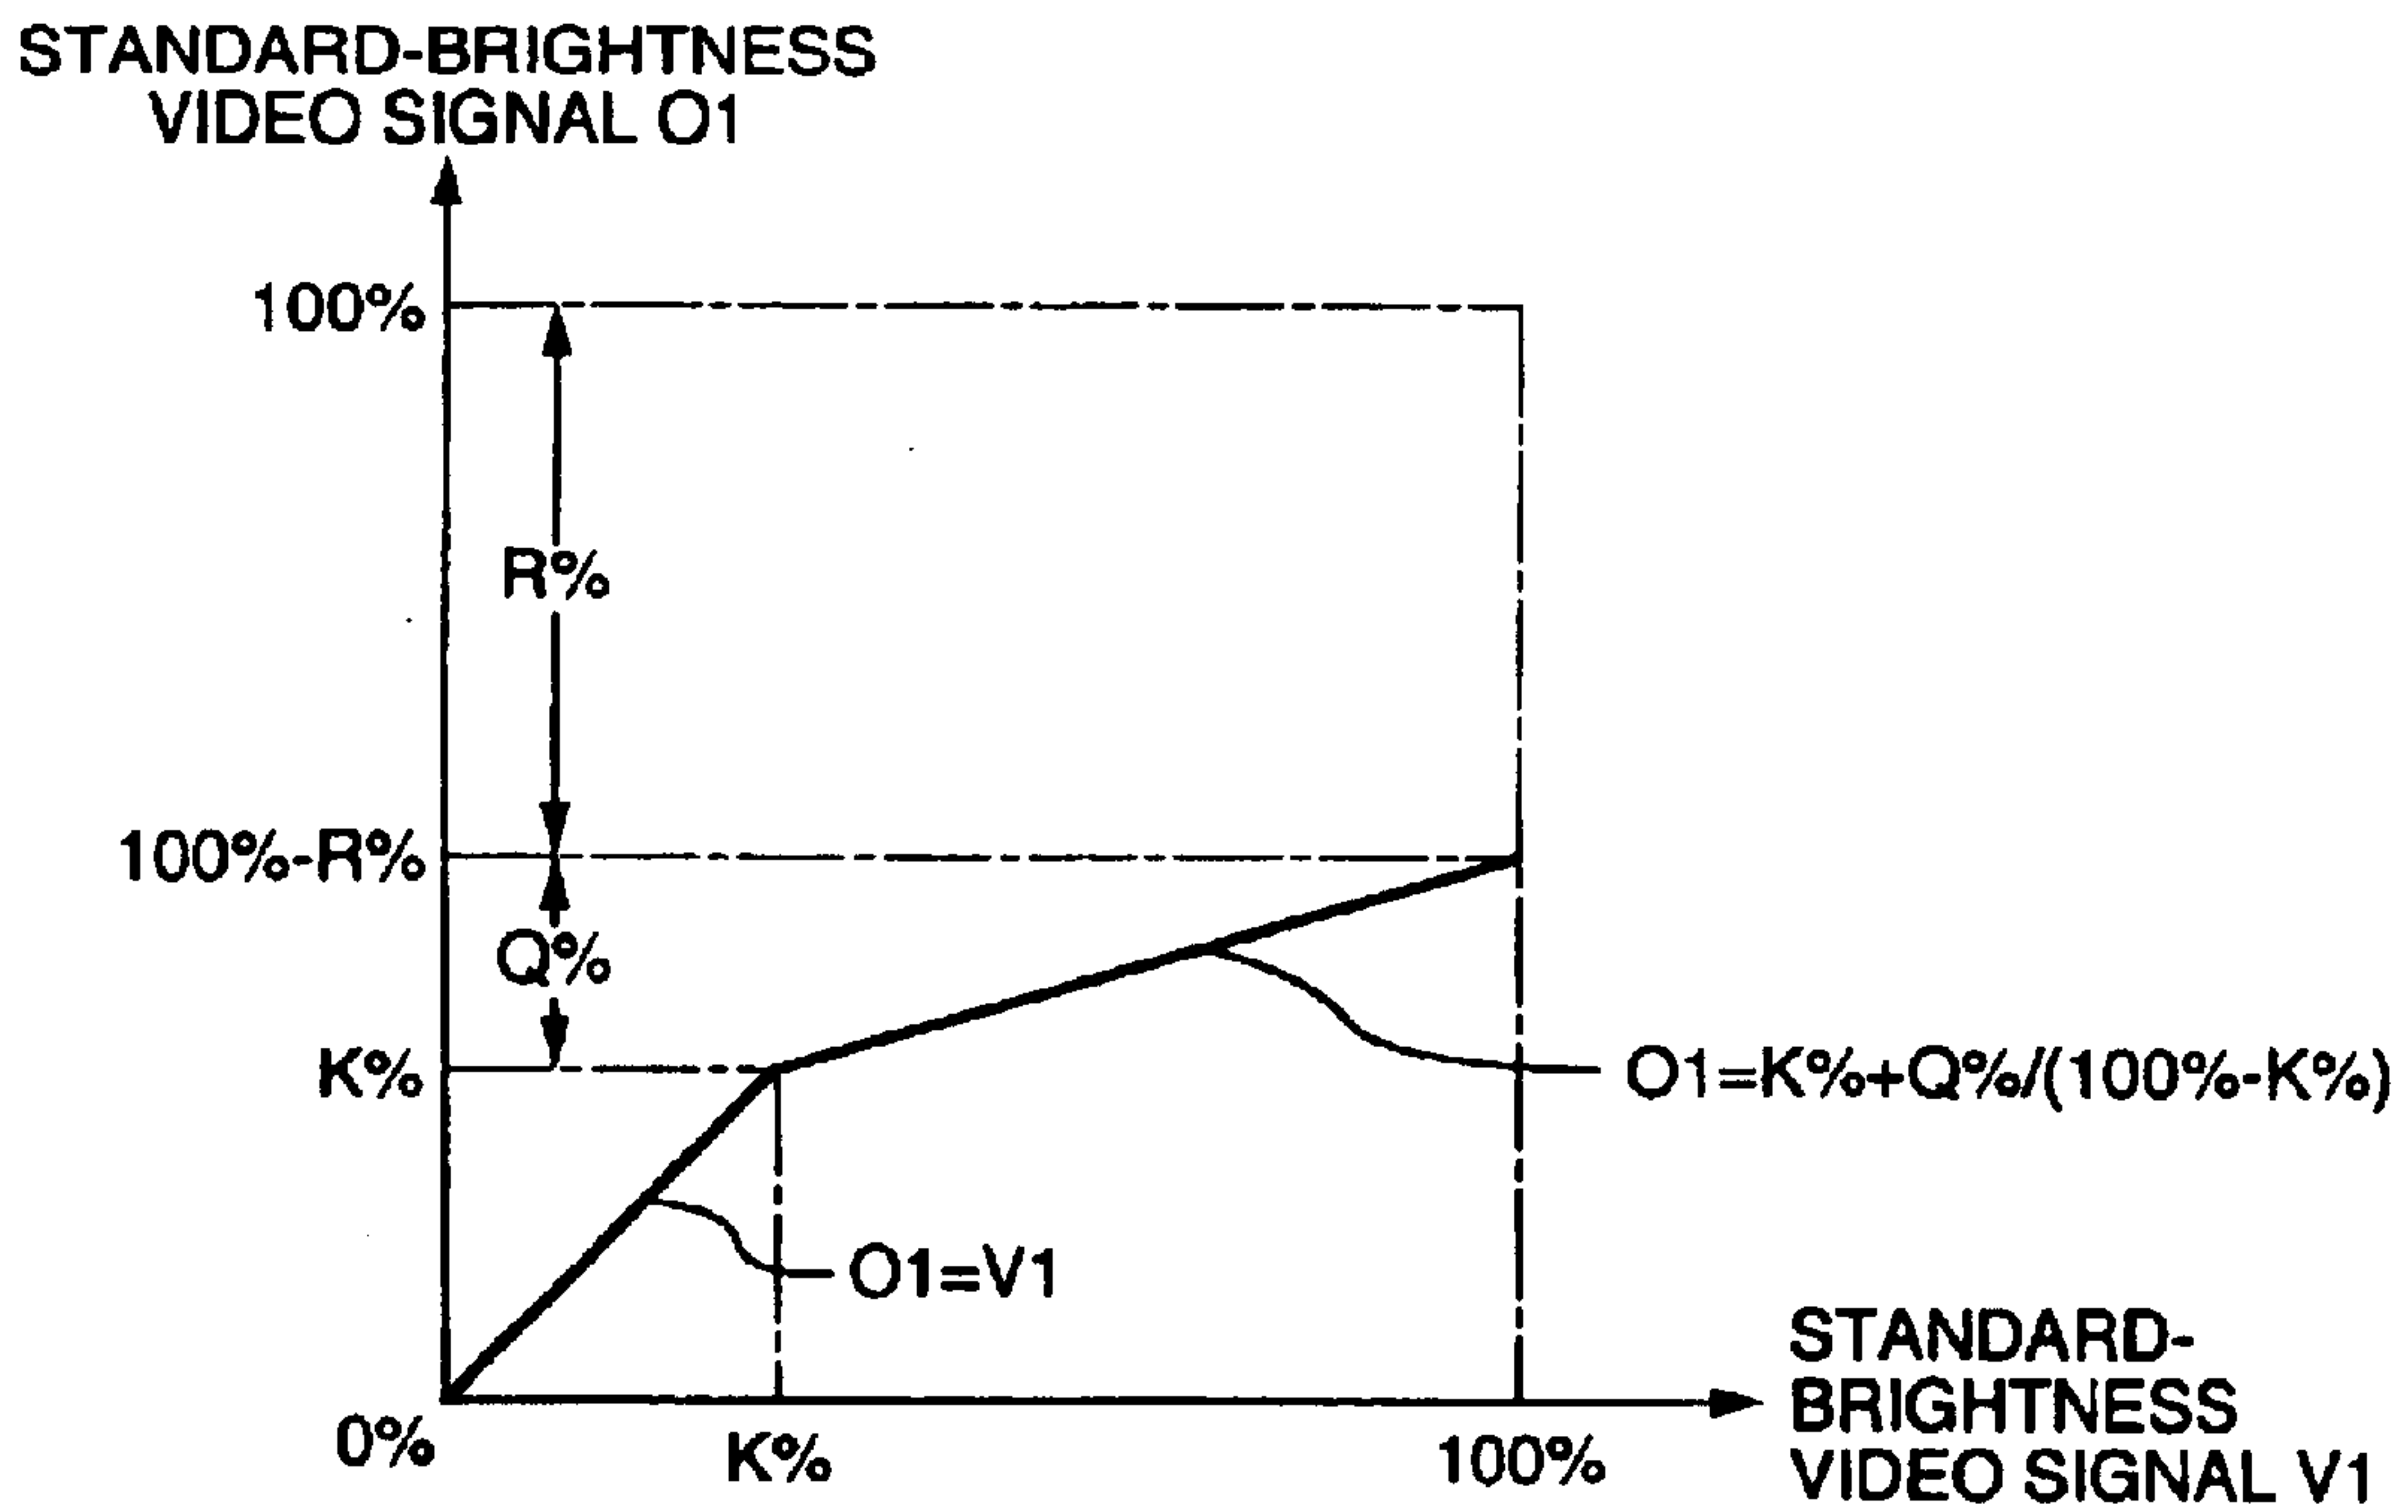 STANDARD-BRIGHTNESS
VIDEO SIGNAL O1
100%
R%
100%-R%
Q%
K%
O1=K%+Q%/(100%-K%)
O1=V1
0%
K%
100%
STANDARD-
BRIGHTNESS
VIDEO SIGNAL V1